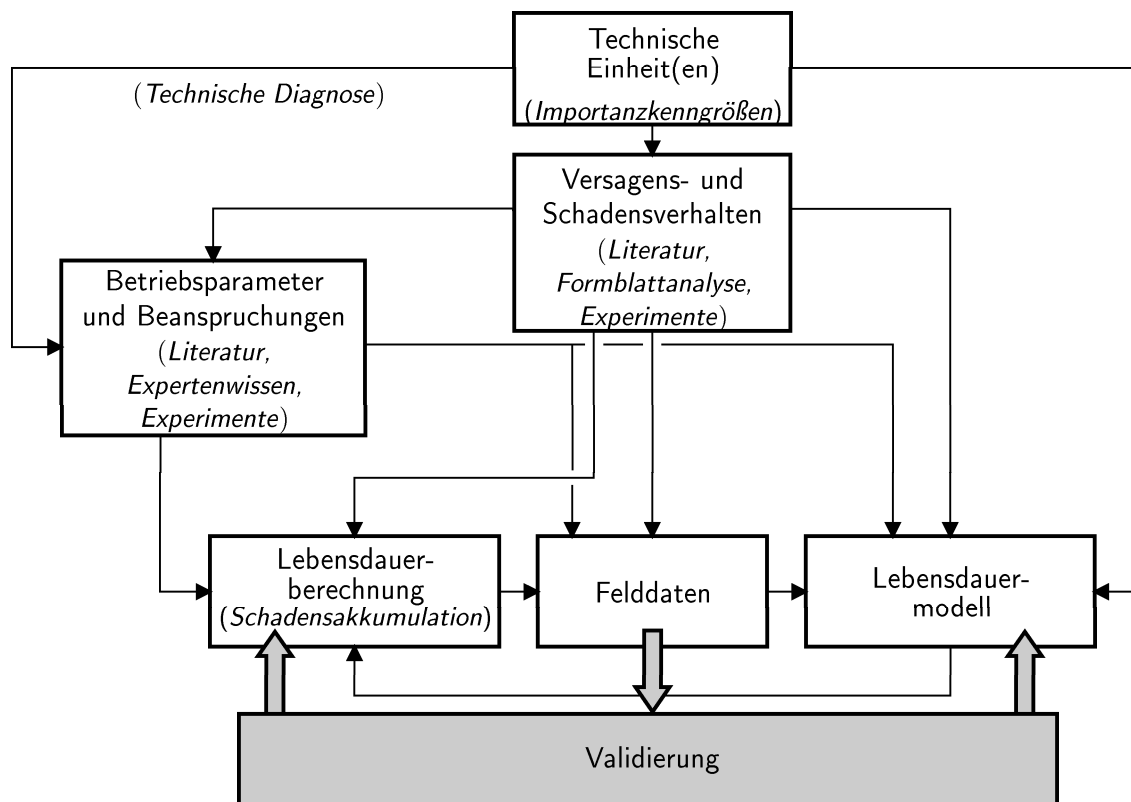 Technische
Einheit(en)
(Importanzkenngrößen)
(Technische Diagnose)
Versagens- und
Schadensverhalten
(Literatur,
Formblattanalyse,
Experimente)
Betriebsparameter
und Beanspruchungen
(Literatur,
Expertenwissen,
Experimente)
Lebensdauer-
berechnung
(Schadensakkumulation)
Felddaten
Lebensdauer-
modell
Validierung